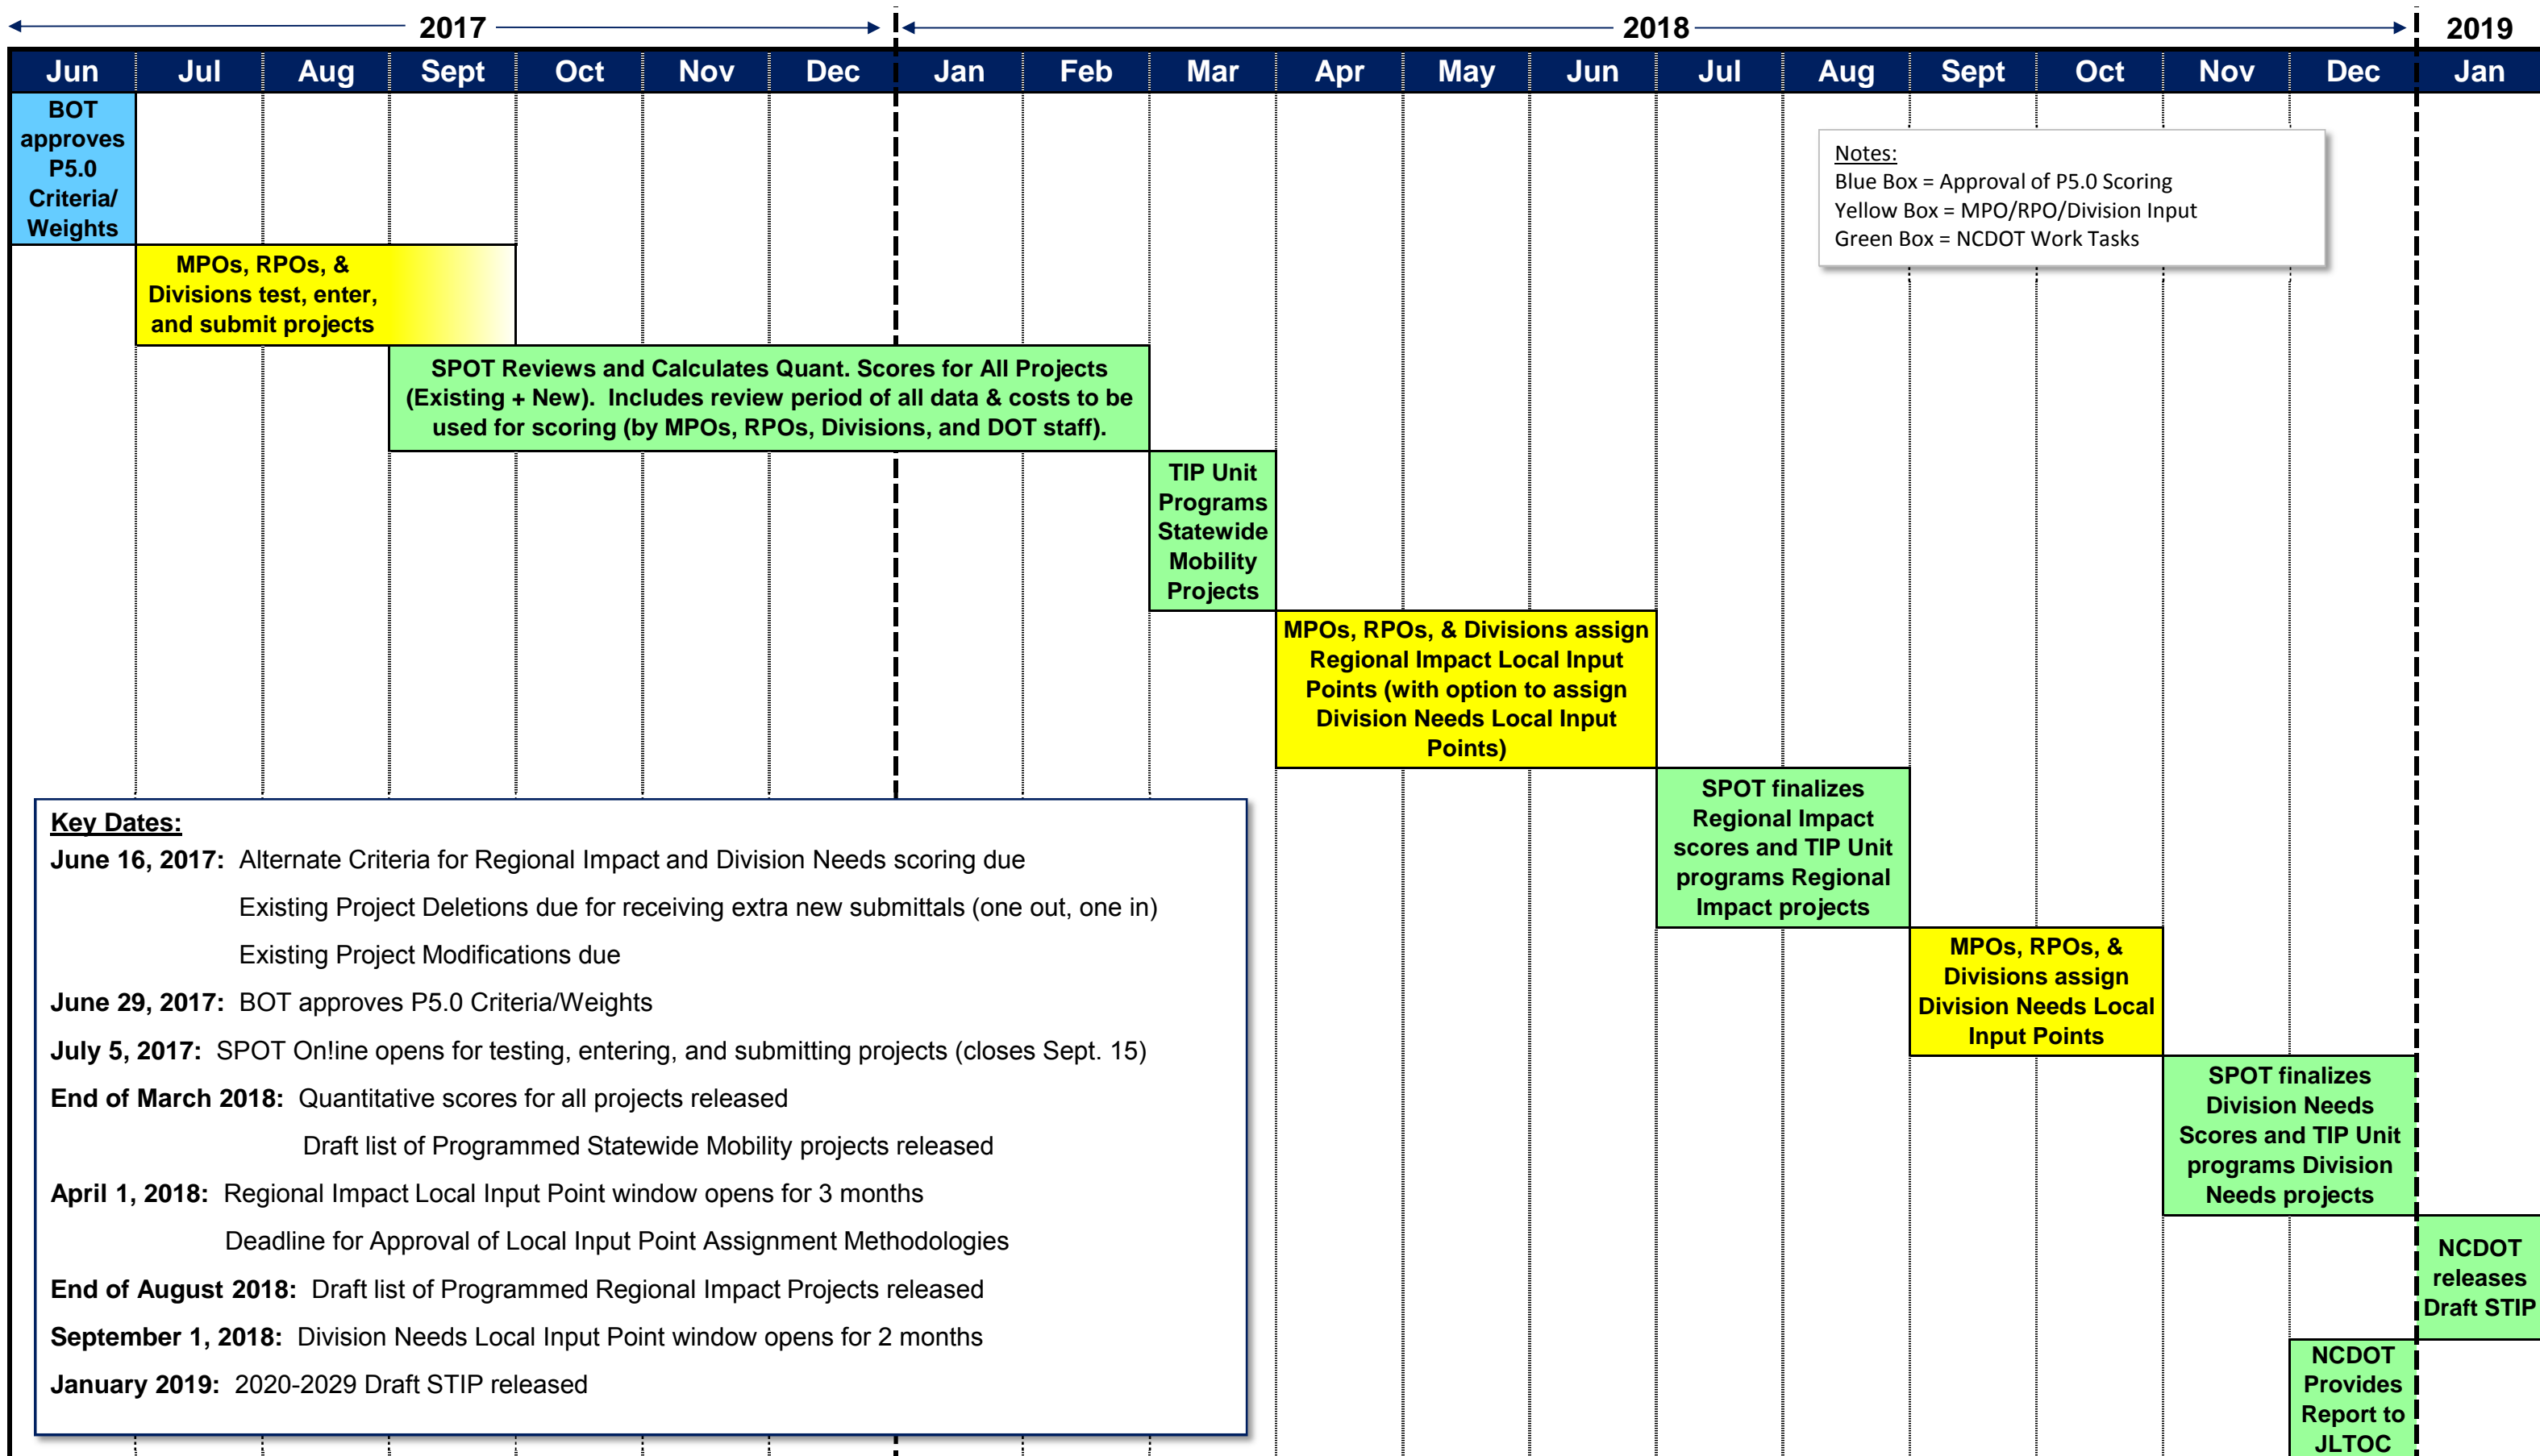 2017
2018
2019
Jun Jul Aug Sept Oct Nov Dec Jan Feb Mar Apr May Jun Jul Aug Sept Oct Nov Dec Jan
BOT
approves
P5.0
Criteria/
Weights
Notes:
Blue Box = Approval of P5.0 Scoring
Yellow Box = MPO/RPO/Division Input
Green Box = NCDOT Work Tasks
MPOs, RPOs, &
Divisions test, enter,
and submit projects
SPOT Reviews and Calculates Quant. Scores for All Projects
(Existing + New). Includes review period of all data & costs to be
used for scoring (by MPOs, RPOs, Divisions, and DOT staff).
TIP Unit
Programs
Statewide
Mobility
Projects
MPOs, RPOs, & Divisions assign
Regional Impact Local Input
Points (with option to assign
Division Needs Local Input
Points)
SPOT finalizes
Regional Impact
scores and TIP Unit
programs Regional
Impact projects
MPOs, RPOs, &
Divisions assign
Division Needs Local
Input Points
SPOT finalizes
Division Needs
Scores and TIP Unit
programs Division
Needs projects
NCDOT
releases
Draft STIP
NCDOT
Provides
Report to
JLTOC
Key Dates:
June 16, 2017: Alternate Criteria for Regional Impact and Division Needs scoring due
Existing Project Deletions due for receiving extra new submittals (one out, one in)
Existing Project Modifications due
June 29, 2017: BOT approves P5.0 Criteria/Weights
July 5, 2017: SPOT On!ine opens for testing, entering, and submitting projects (closes Sept. 15)
End of March 2018: Quantitative scores for all projects released
Draft list of Programmed Statewide Mobility projects released
April 1, 2018: Regional Impact Local Input Point window opens for 3 months
Deadline for Approval of Local Input Point Assignment Methodologies
End of August 2018: Draft list of Programmed Regional Impact Projects released
September 1, 2018: Division Needs Local Input Point window opens for 2 months
January 2019: 2020-2029 Draft STIP released